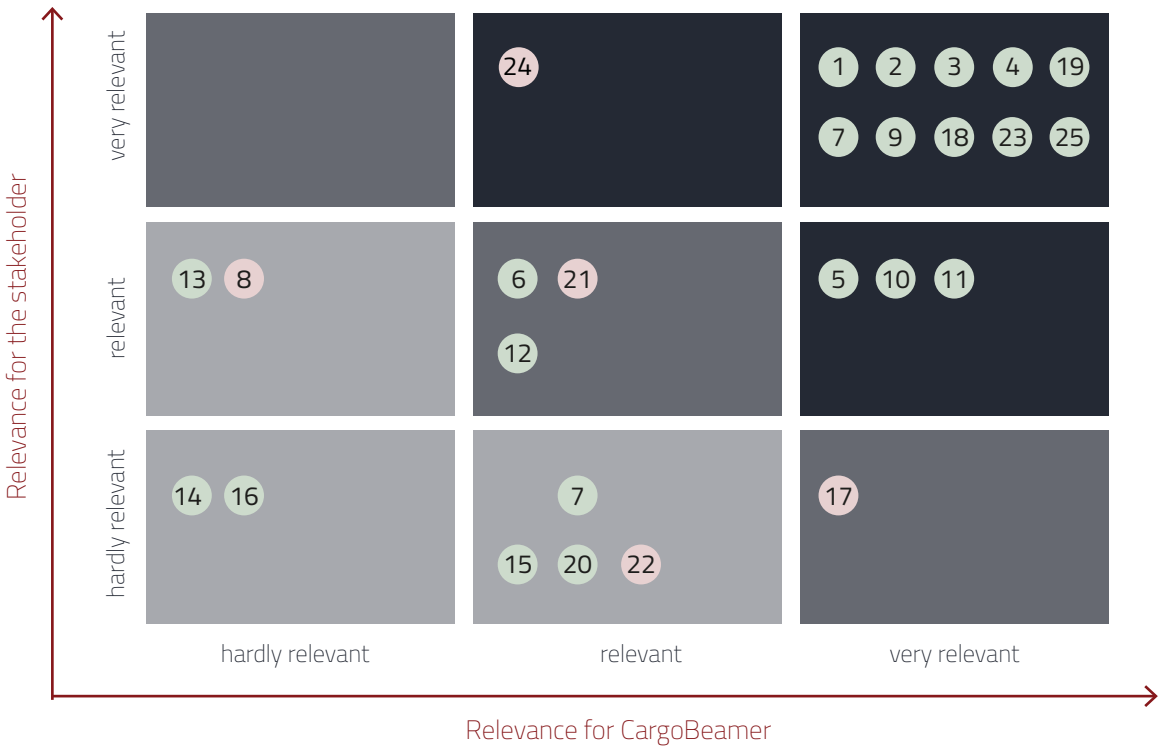 Relevance for the stakeholder
very relevant
24
1 2 3 4 19
7 9 18 23 25
relevant
13 8
6 21
5 10 11
12
hardly relevant
14 16
7
17
15 20 22
hardly relevant
relevant
very relevant
Relevance for CargoBeamer